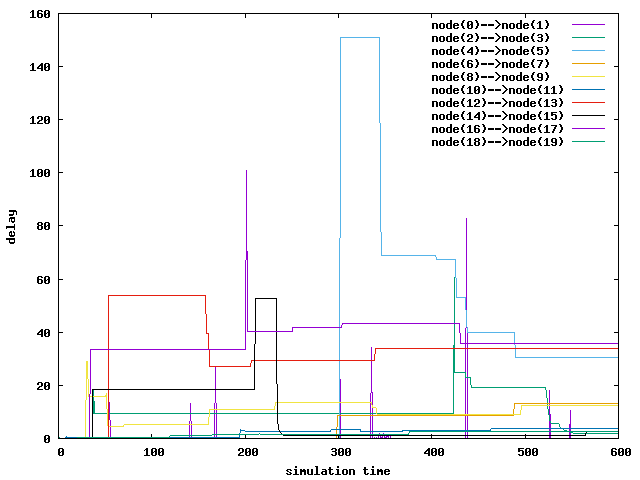 160
140
120
100
80
60
40
20
0
delay
node(0)-->node(1)
node(2)-->node(3)
node(4)-->node(5)
node(6)-->node(7)
node(8)-->node(9)
node(10)-->node(11)
node(12)-->node(13)
node(14)-->node(15)
node(16)-->node(17)
node(18)-->node(19)
0 100 200 300 400 500 600
simulation time